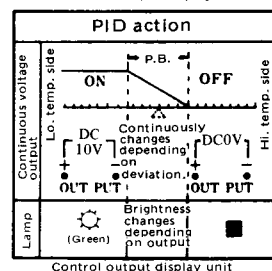 PID action
P.B.
ON
OFF
Continuous voltage output
Lo. temp. side
Hi. temp. side
DC
10V
+
-
OUT PUT
Continuously
changes
depending
on
deviation.
DC0V
+
-
OUT PUT
Lamp
(Green)
Brightness
changes
depending
on output
Control output display unit